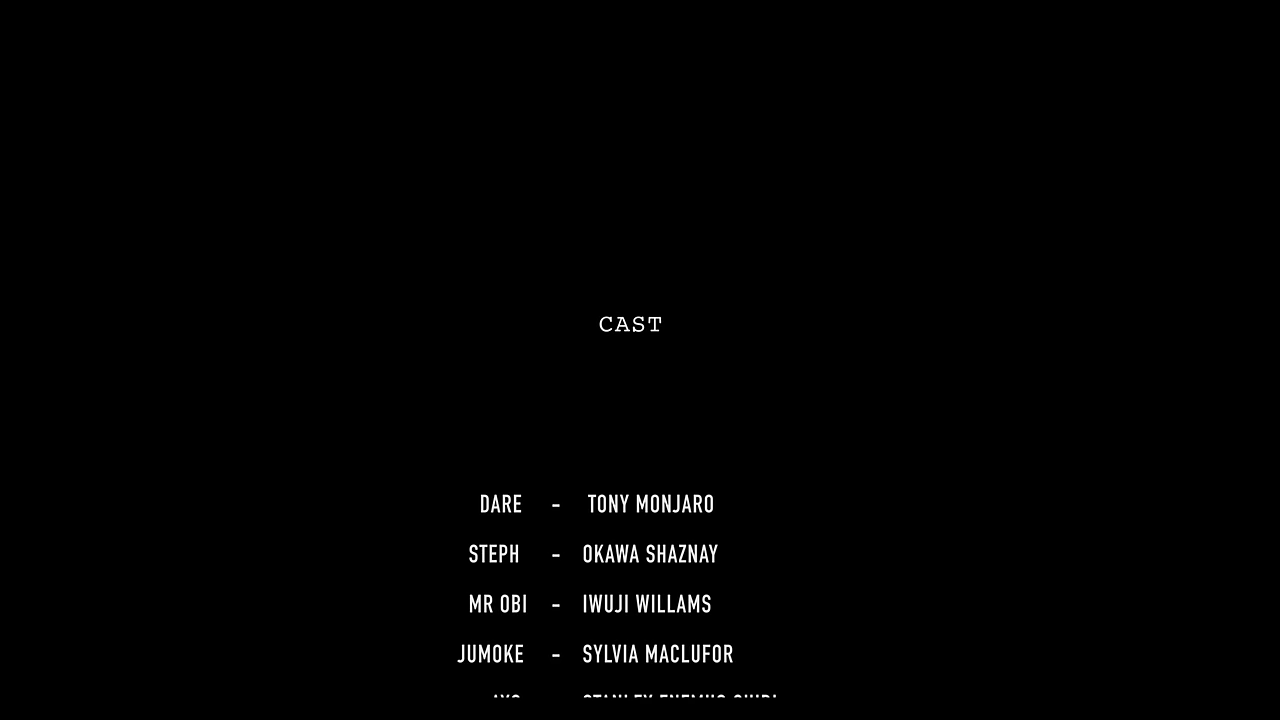 CAST
DARE - TONY MONJARO
STEPH - OKAWA SHAZNAY
MR OBI - IWUJI WILLAMS
JUMOKE - SYLVIA MACLUFOR